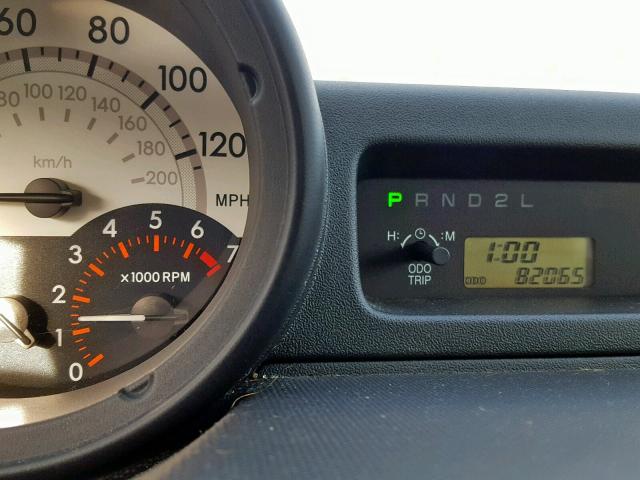 60 80 100 120
80 100 120 140 160 180 200
km/h
MPH
0 1 2 3 4 5 6 7
x1000 RPM
P R N D 2 L
H: :M
ODO
TRIP
1:00
ODO 82065